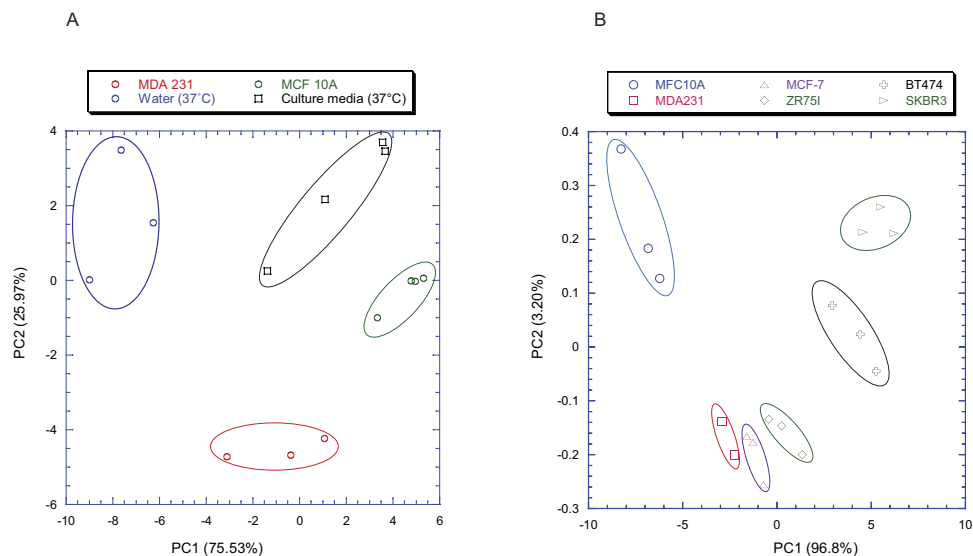 A
B
MDA 231 MCF 10A
Water (37˚C) Culture media (37°C)
MFC10A MCF-7 BT474
MDA231 ZR75I SKBR3
4
2
0
-2
-4
-6
PC2 (25.97%)
-10 -8 -6 -4 -2 0 2 4 6
PC1 (75.53%)
0.4
0.3
0.2
0.1
0
-0.1
-0.2
-0.3
PC2 (3.20%)
-10 -5 0 5 10
PC1 (96.8%)